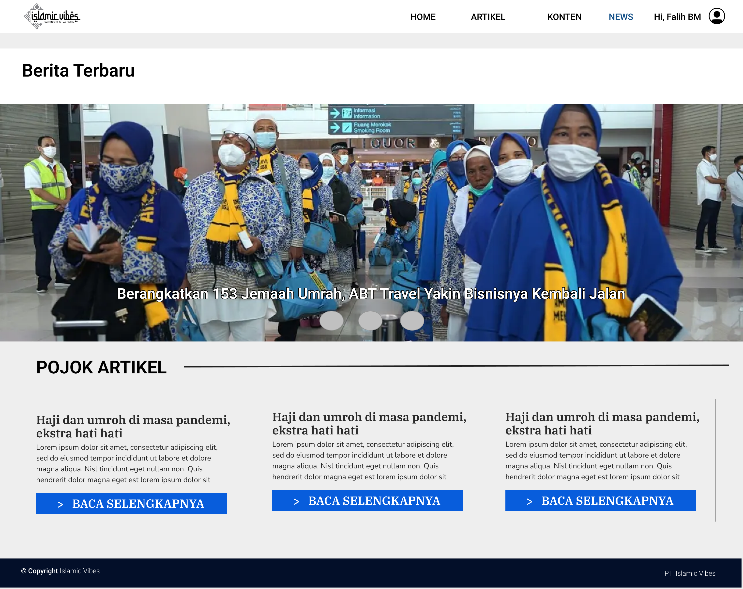 islamic vibes
HOME
ARTIKEL
KONTEN
NEWS
Hi, Falih BM
Berita Terbaru
Informasi
Information
Ruang Merokok
Smoking Room
LIQUOR
Berangkatkan 153 Jemaah Umrah, ABT Travel Yakin Bisnisnya Kembali Jalan
POJOK ARTIKEL
Haji dan umroh di masa pandemi,
ekstra hati hati
Lorem ipsum dolor sit amet, consectetur adipiscing elit,
sed do eiusmod tempor incididunt ut labore et dolore
magna aliqua. Nisl tincidunt eget nullam non. Quis
hendrerit dolor magna eget est lorem ipsum dolor sit
> BACA SELENGKAPNYA
Haji dan umroh di masa pandemi,
ekstra hati hati
Lorem ipsum dolor sit amet, consectetur adipiscing elit,
sed do eiusmod tempor incididunt ut labore et dolore
magna aliqua. Nisl tincidunt eget nullam non. Quis
hendrerit dolor magna eget est lorem ipsum dolor sit
> BACA SELENGKAPNYA
Haji dan umroh di masa pandemi,
ekstra hati hati
Lorem ipsum dolor sit amet, consectetur adipiscing elit,
sed do eiusmod tempor incididunt ut labore et dolore
magna aliqua. Nisl tincidunt eget nullam non. Quis
hendrerit dolor magna eget est lorem ipsum dolor sit
> BACA SELENGKAPNYA
© Copyright Islamic Vibes
PT. Islamic Vibes